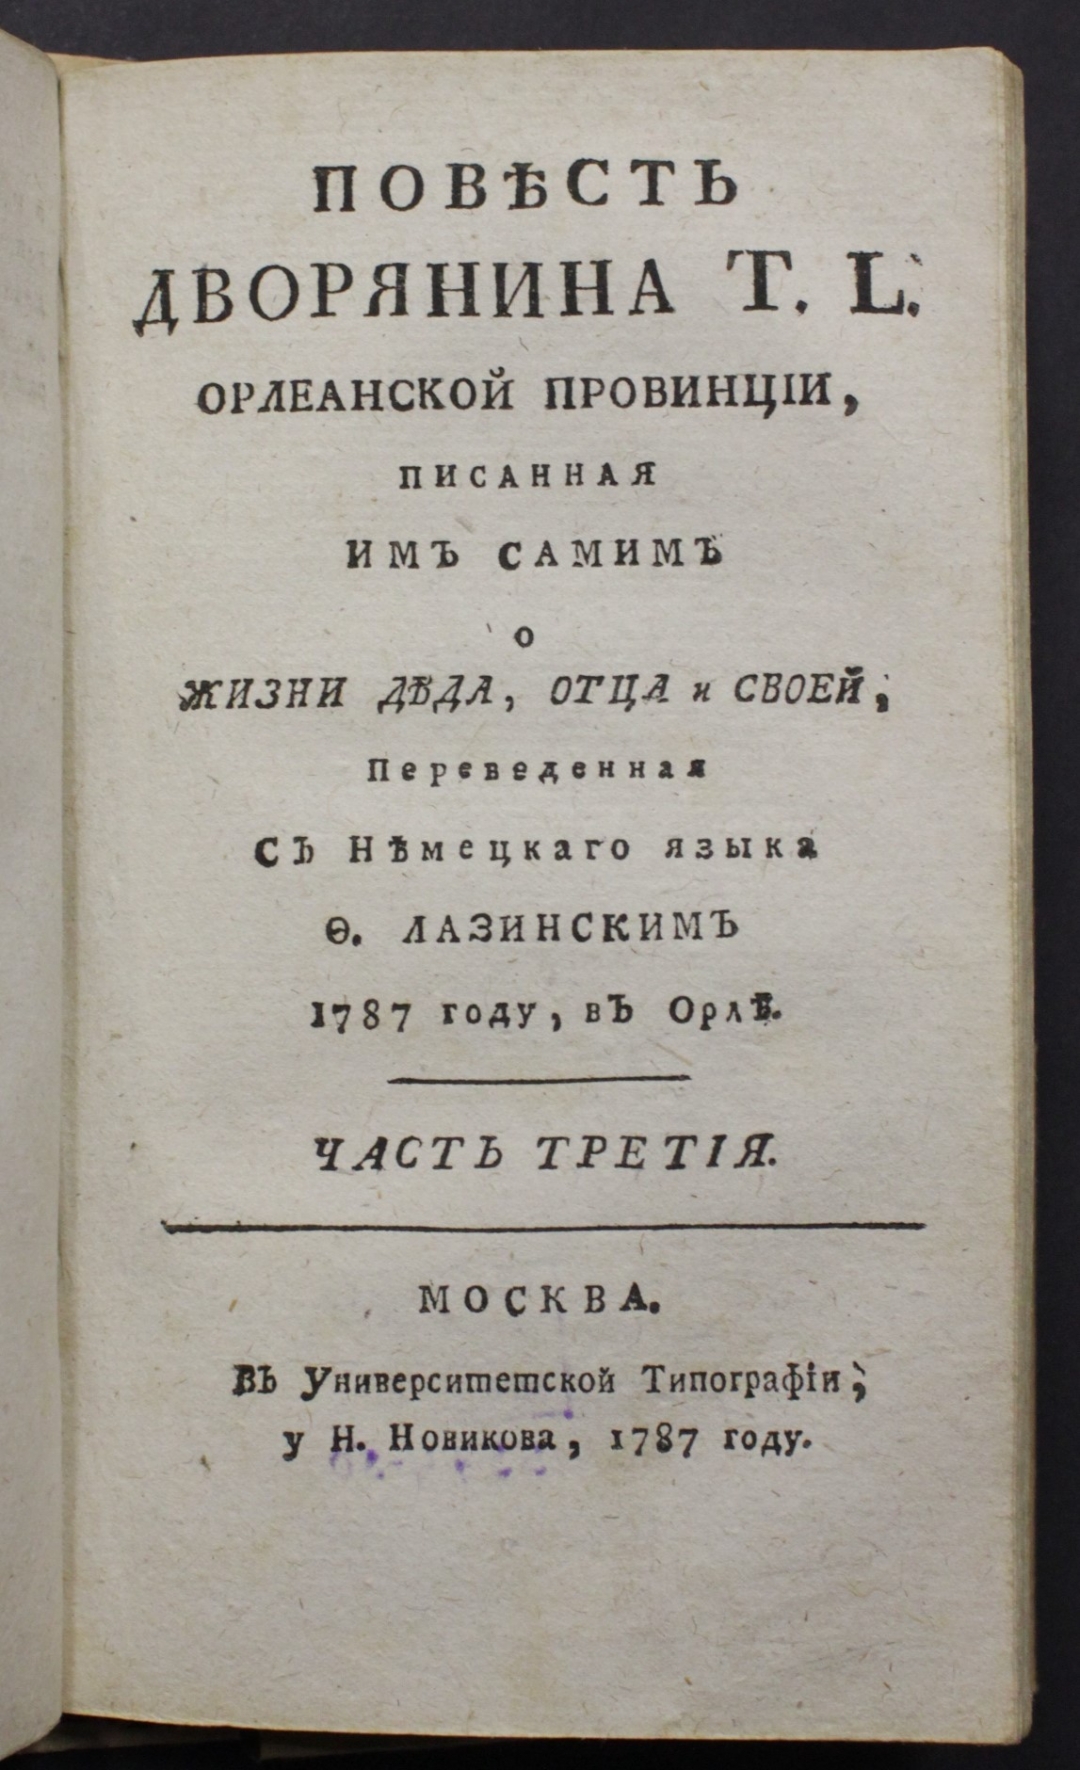 ПОВѢСТЬ
ДВОРЯНИНА T. L.
ОРЛЕАНСКОЙ ПРОВИНЦІИ,
ПИСАННАЯ
ИМЪ САМИМЪ
О
ЖИЗНИ ДѢДА, ОТЦА и СВОЕЙ,
Переведенная
СЪ Нѣмецкаго языка
Ѳ. ЛАЗИНСКИМЪ
1787 году, въ Орлѣ.
ЧАСТЬ ТРЕТІЯ.
МОСКВА.
Въ Университетской Типографіи,
у Н. Новикова, 1787 году.